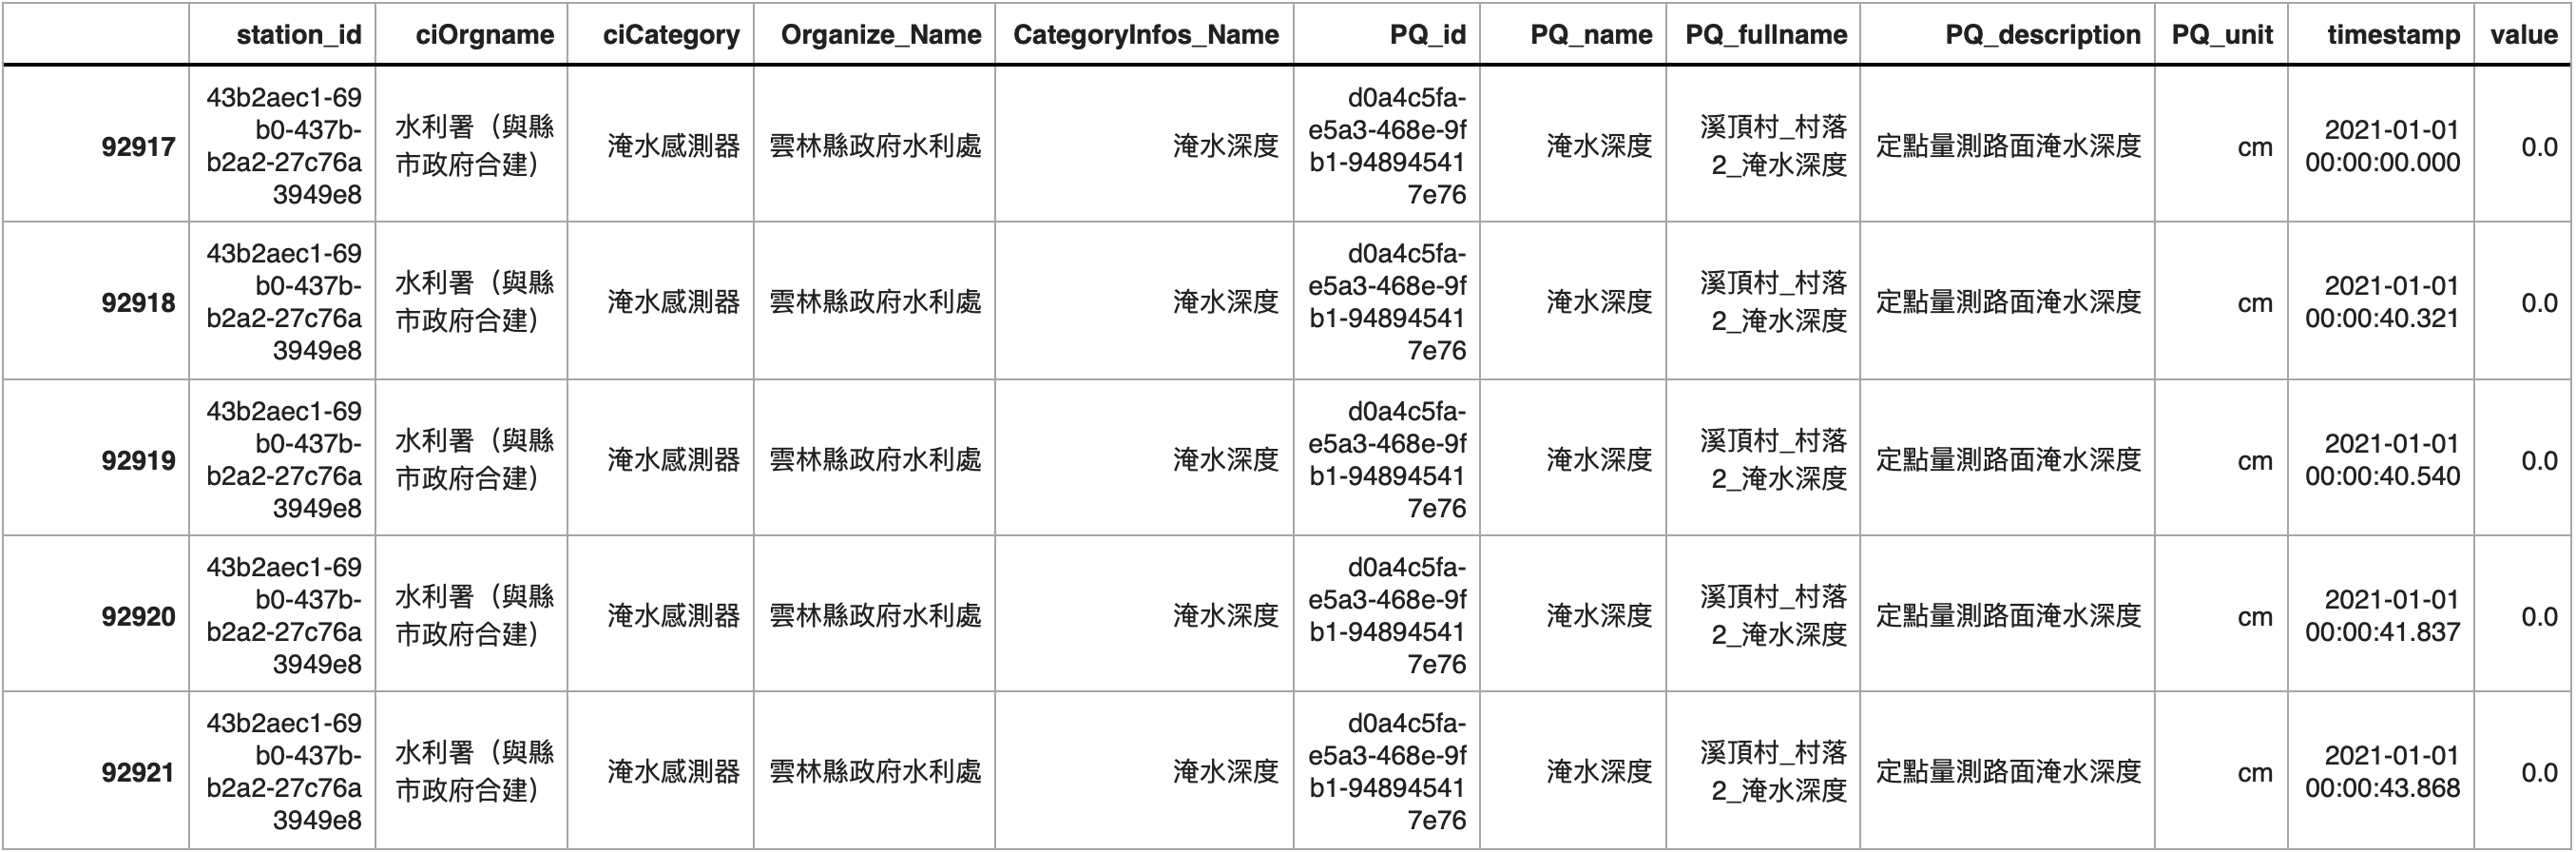 station_id ciOrgname ciCategory Organize_Name CategoryInfos_Name PQ_id PQ_name PQ_fullname PQ_description PQ_unit timestamp value
92917 43b2aec1-69b0-437b-b2a2-27c76a3949e8 水利署（與縣市政府合建） 淹水感測器 雲林縣政府水利處 淹水深度 d0a4c5fa-e5a3-468e-9fb1-948945417e76 淹水深度 溪頂村_村落2_淹水深度 定點量測路面淹水深度 cm 2021-01-01 00:00:00.000 0.0
92918 43b2aec1-69b0-437b-b2a2-27c76a3949e8 水利署（與縣市政府合建） 淹水感測器 雲林縣政府水利處 淹水深度 d0a4c5fa-e5a3-468e-9fb1-948945417e76 淹水深度 溪頂村_村落2_淹水深度 定點量測路面淹水深度 cm 2021-01-01 00:00:40.321 0.0
92919 43b2aec1-69b0-437b-b2a2-27c76a3949e8 水利署（與縣市政府合建） 淹水感測器 雲林縣政府水利處 淹水深度 d0a4c5fa-e5a3-468e-9fb1-948945417e76 淹水深度 溪頂村_村落2_淹水深度 定點量測路面淹水深度 cm 2021-01-01 00:00:40.540 0.0
92920 43b2aec1-69b0-437b-b2a2-27c76a3949e8 水利署（與縣市政府合建） 淹水感測器 雲林縣政府水利處 淹水深度 d0a4c5fa-e5a3-468e-9fb1-948945417e76 淹水深度 溪頂村_村落2_淹水深度 定點量測路面淹水深度 cm 2021-01-01 00:00:41.837 0.0
92921 43b2aec1-69b0-437b-b2a2-27c76a3949e8 水利署（與縣市政府合建） 淹水感測器 雲林縣政府水利處 淹水深度 d0a4c5fa-e5a3-468e-9fb1-948945417e76 淹水深度 溪頂村_村落2_淹水深度 定點量測路面淹水深度 cm 2021-01-01 00:00:43.868 0.0